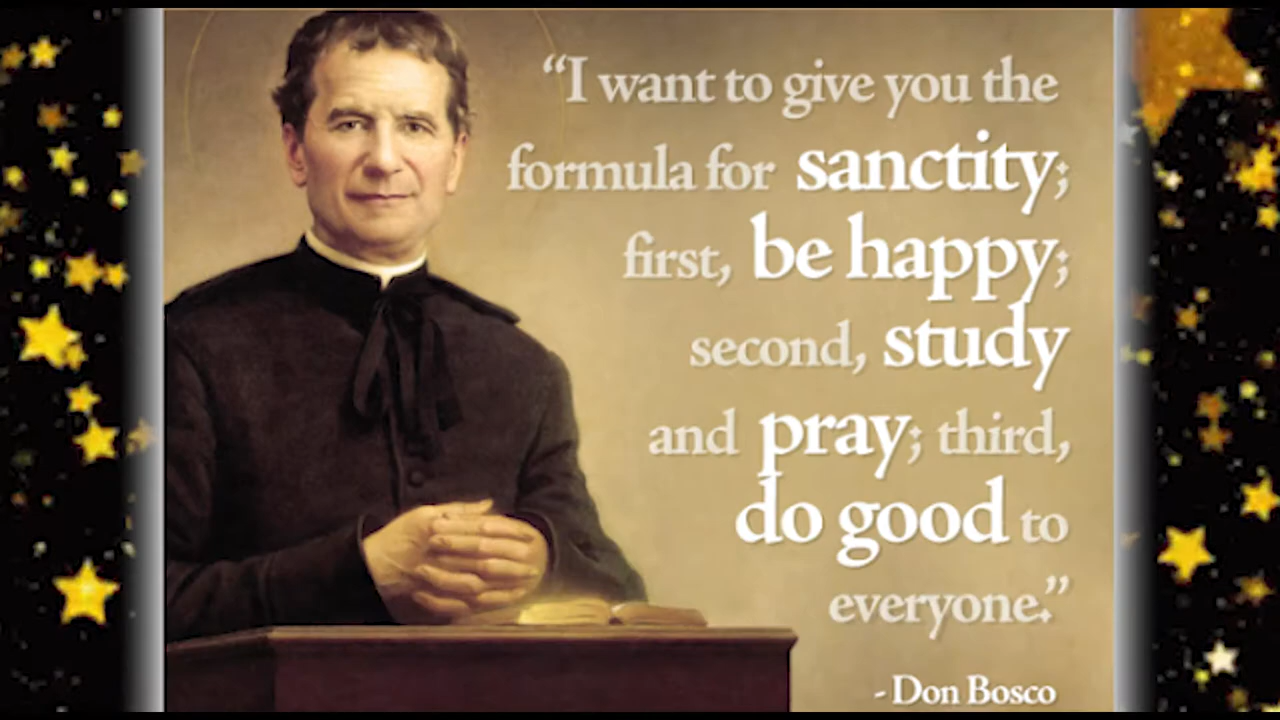 “I want to give you the
formula for sanctity;
first, be happy;
second, study
and pray; third,
do good to
everyone.”
- Don Bosco